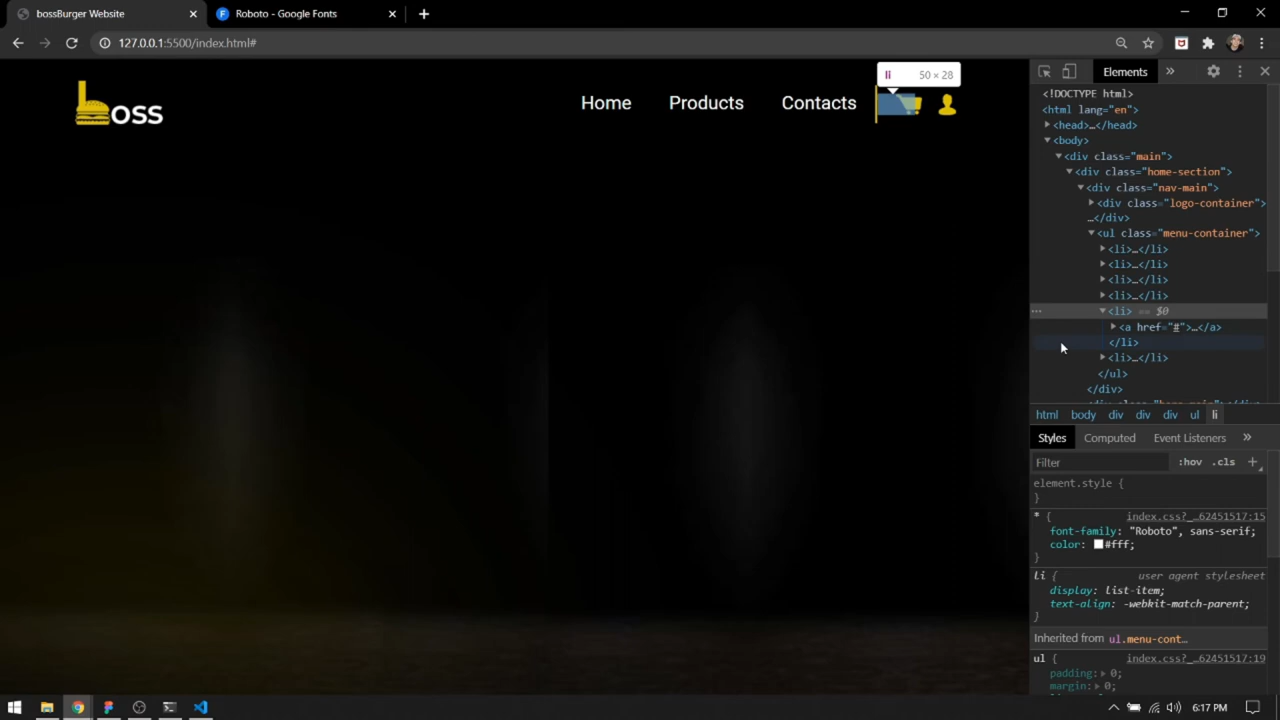 bossBurger Website
Roboto - Google Fonts
127.0.0.1:5500/index.html#
boss
Home
Products
Contacts
li 50 × 28
Elements
<!DOCTYPE html>
<html lang="en">
<head>…</head>
<body>
<div class="main">
<div class="home-section">
<div class="nav-main">
<div class="logo-container">
…</div>
<ul class="menu-container">
<li>…</li>
<li>…</li>
<li>…</li>
<li>…</li>
<li> == $0
<a href="#">…</a>
</li>
<li>…</li>
</ul>
</div>
html body div div div ul li
Styles Computed Event Listeners
Filter :hov .cls
element.style {
}
* { index.css?_…62451517:15
font-family: "Roboto", sans-serif;
color: #fff;
}
li { user agent stylesheet
display: list-item;
text-align: -webkit-match-parent;
}
Inherited from ul.menu-cont…
ul { index.css?_…62451517:19
padding: 0;
margin: 0;
6:17 PM